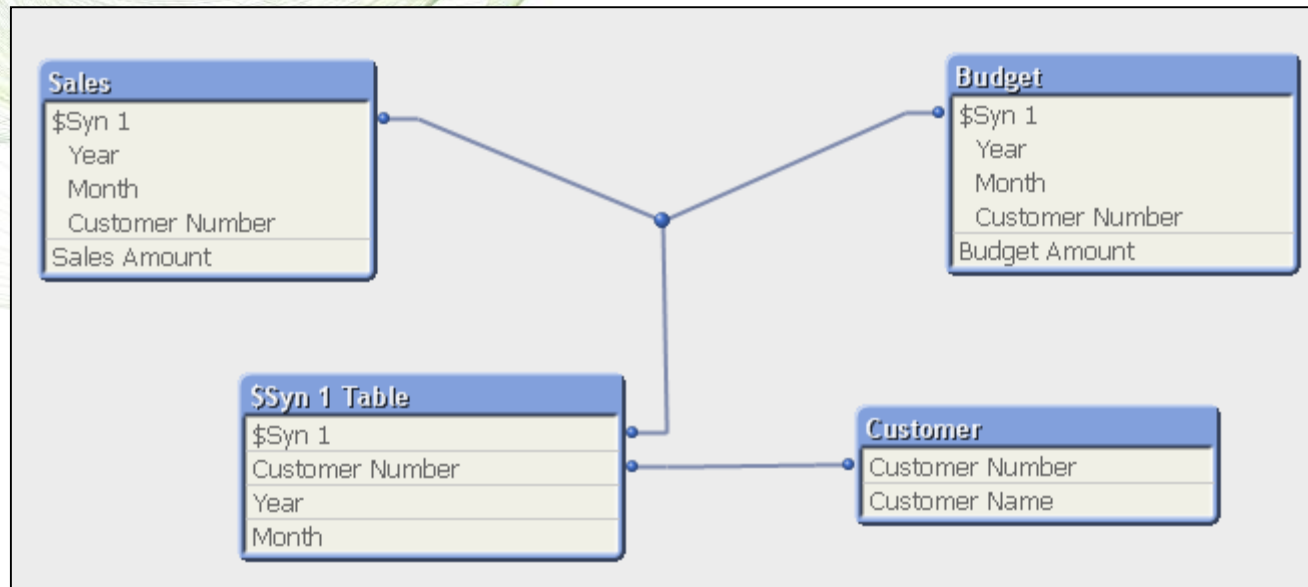 Sales
$Syn 1
Year
Month
Customer Number
Sales Amount
Budget
$Syn 1
Year
Month
Customer Number
Budget Amount
$Syn 1 Table
$Syn 1
Customer Number
Year
Month
Customer
Customer Number
Customer Name